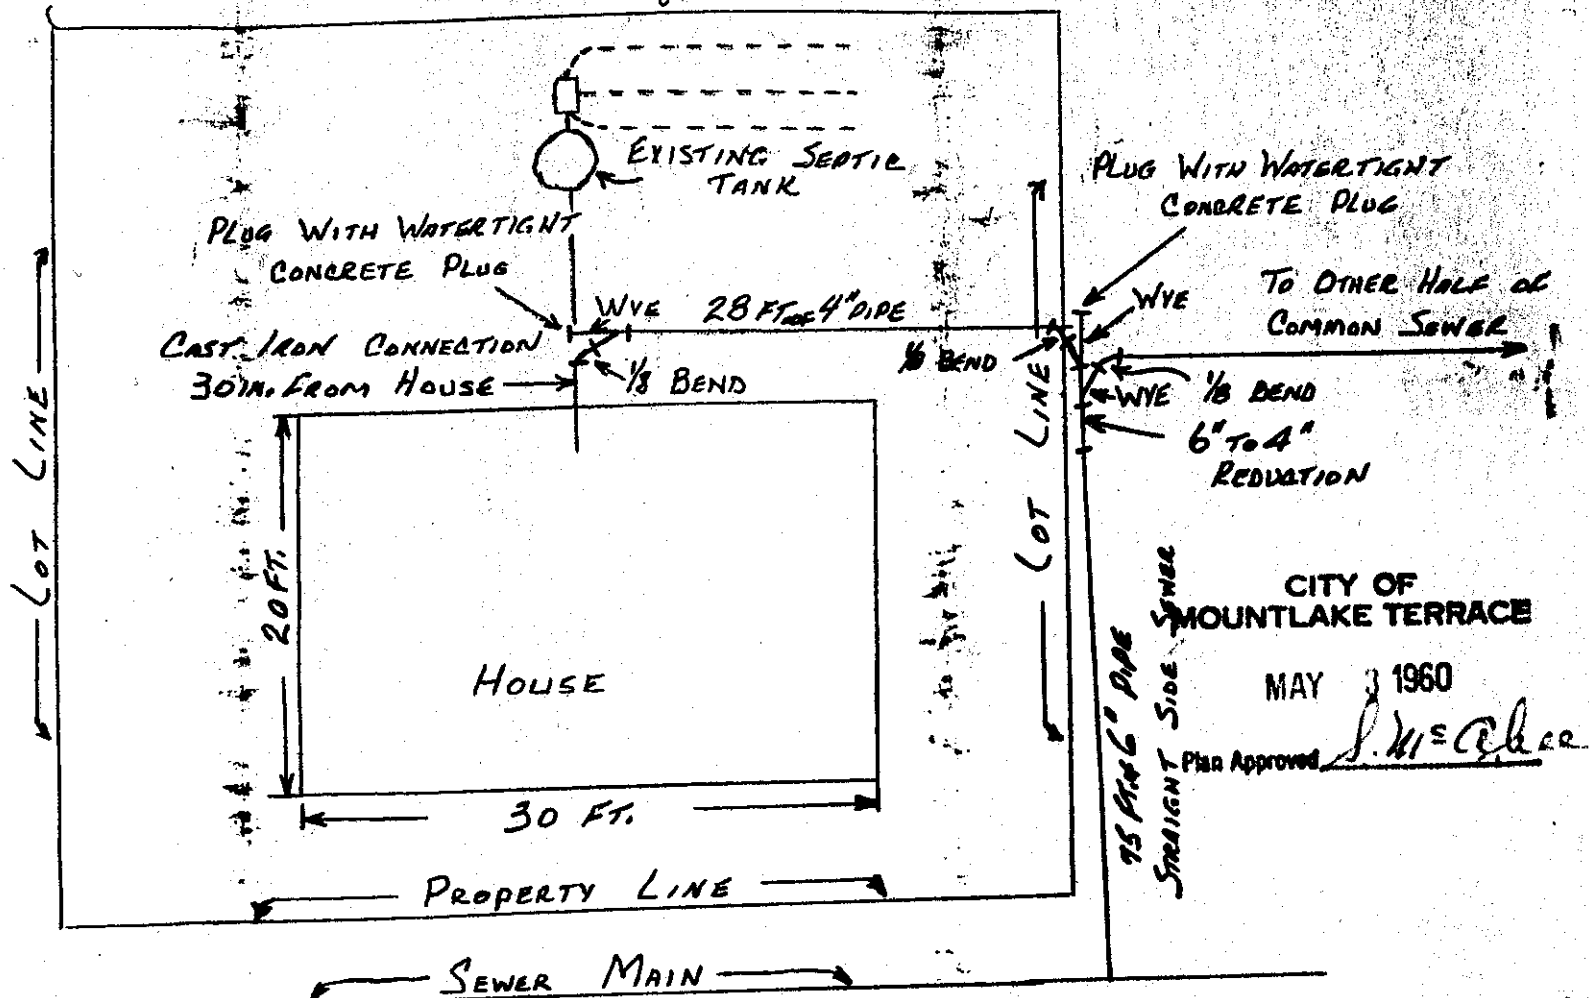 EXISTING SEPTIC
TANK
PLUG WITH WATERTIGHT
CONCRETE PLUG
PLUG WITH WATERTIGHT
CONCRETE PLUG
WYE
28 FT. OF 4" PIPE
WYE
TO OTHER HALF OF
COMMON SEWER
CAST IRON CONNECTION
30 IN. FROM HOUSE
1/8 BEND
1/8 BEND
WYE
1/8 BEND
6" TO 4"
REDUCTION
LOT LINE
LOT LINE
20 FT.
HOUSE
30 FT.
75 FT. OF 6" PIPE
STRAIGHT SIDE SEWER
CITY OF
MOUNTLAKE TERRACE
MAY 3 1960
Plan Approved
PROPERTY LINE
SEWER MAIN